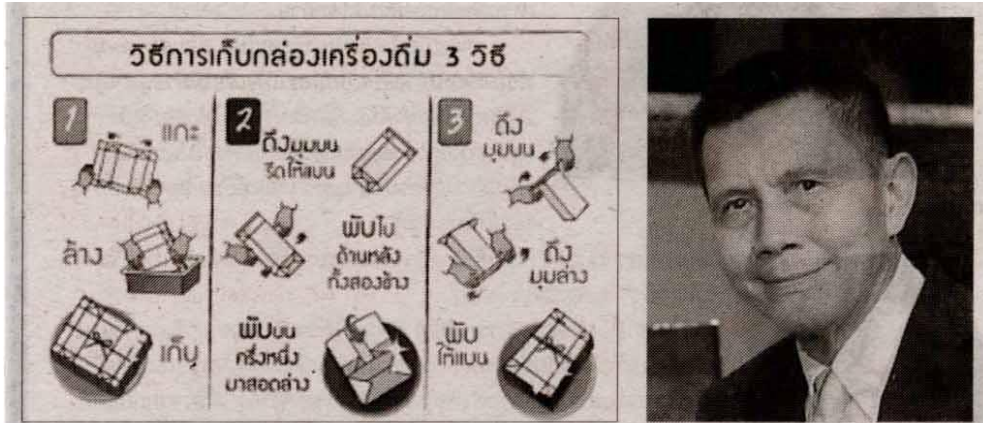 วิธีการเก็บกล่องเครื่องดื่ม 3 วิธี
1
แกะ
ล้าง
เก็บ
2
ดึงมุมบน
รีดให้แบน
พับไป
ด้านหลัง
ทั้งสองข้าง
พับบน
ครึ่งหนึ่ง
มาสอดล่าง
3
ดึง
มุมบน
ดึง
มุมล่าง
พับ
ให้แบน